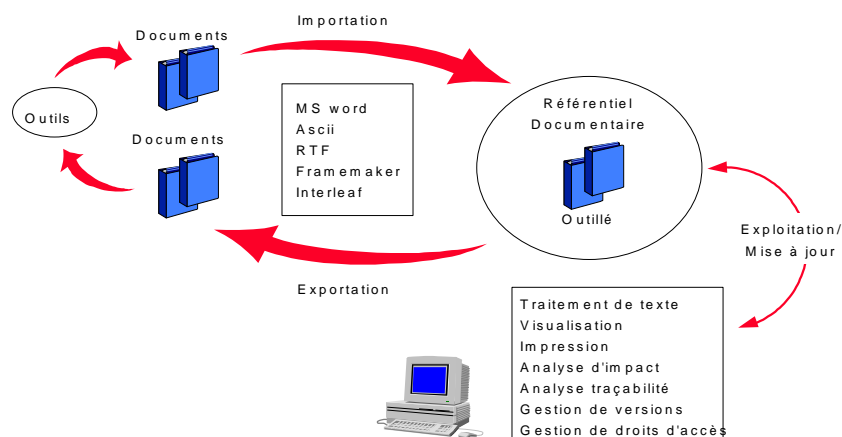 Importation
Documents
Outils
Documents
MS word
Ascii
RTF
Framemaker
Interleaf
Référentiel
Documentaire
Outillé
Exploitation/
Mise à jour
Exportation
Traitement de texte
Visualisation
Impression
Analyse d'impact
Analyse traçabilité
Gestion de versions
Gestion de droits d'accès